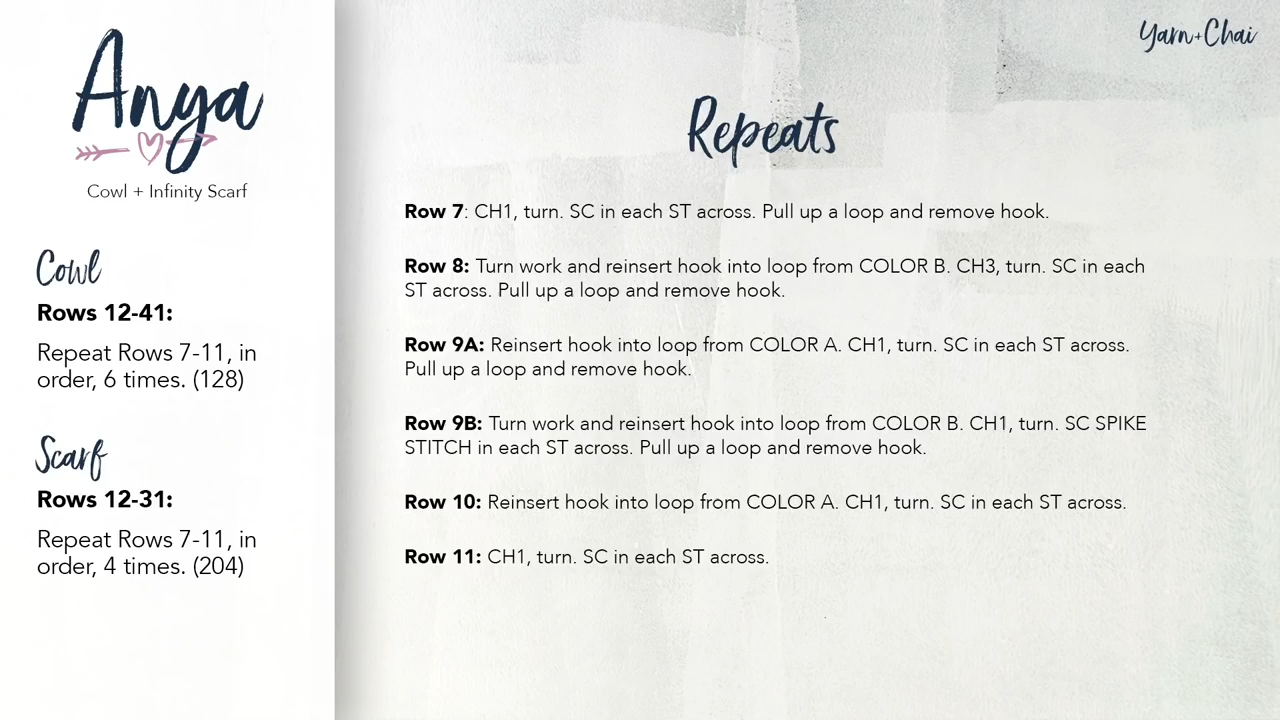 Anya
Cowl + Infinity Scarf
Cowl
Rows 12-41:
Repeat Rows 7-11, in
order, 6 times. (128)
Scarf
Rows 12-31:
Repeat Rows 7-11, in
order, 4 times. (204)
Yarn+Chai
Repeats
Row 7: CH1, turn. SC in each ST across. Pull up a loop and remove hook.
Row 8: Turn work and reinsert hook into loop from COLOR B. CH3, turn. SC in each
ST across. Pull up a loop and remove hook.
Row 9A: Reinsert hook into loop from COLOR A. CH1, turn. SC in each ST across.
Pull up a loop and remove hook.
Row 9B: Turn work and reinsert hook into loop from COLOR B. CH1, turn. SC SPIKE
STITCH in each ST across. Pull up a loop and remove hook.
Row 10: Reinsert hook into loop from COLOR A. CH1, turn. SC in each ST across.
Row 11: CH1, turn. SC in each ST across.